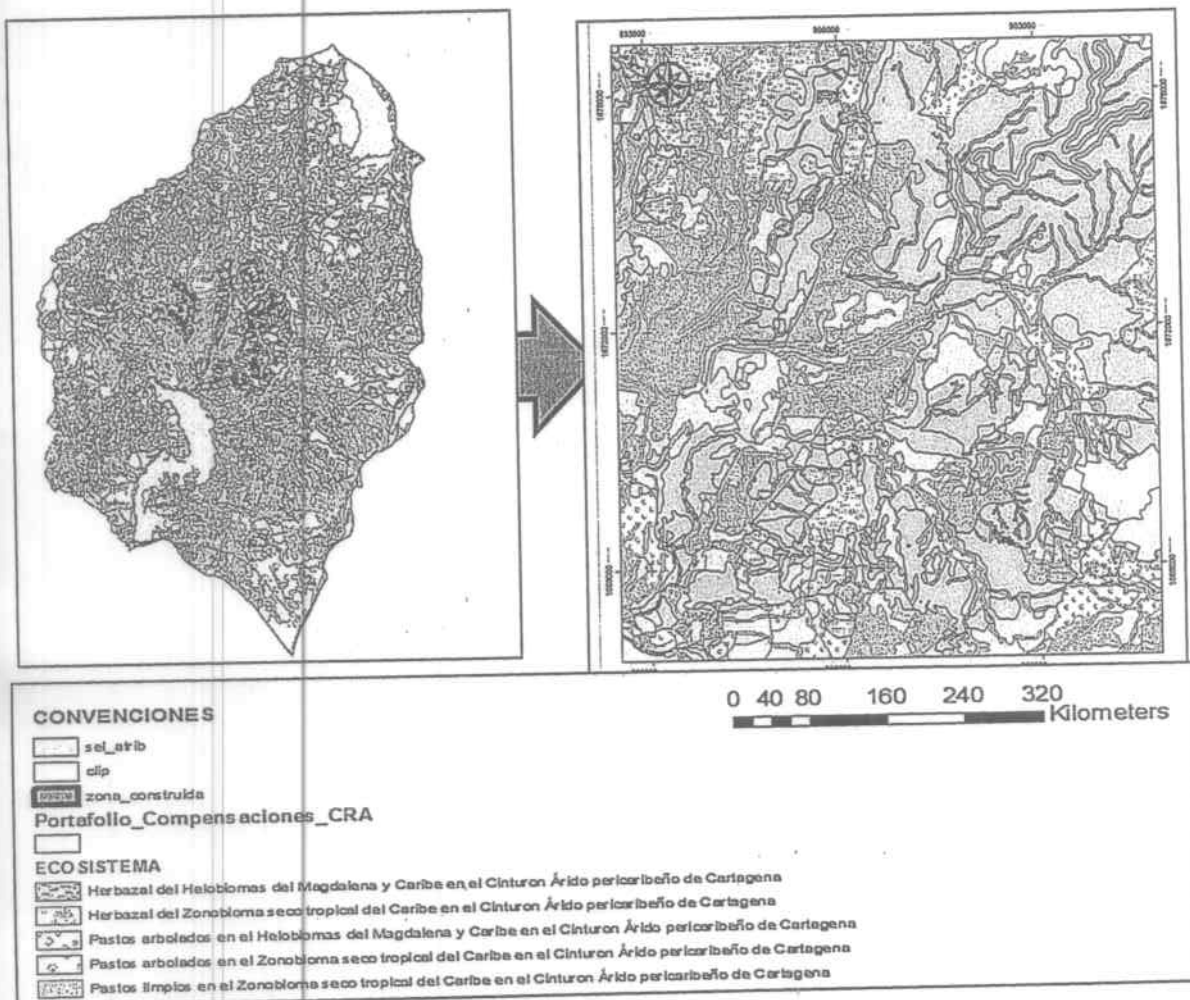 900000
903000
CONVENCIONES
0 40 80 160 240 320
Kilometers
sel_atrib
clip
zona_construida
Portafolio_Compensaciones_CRA
ECOSISTEMA
Herbazal del Helobiomas del Magdalena y Caribe en el Cinturon Árido pericaribeño de Cartagena
Herbazal del Zonobioma seco tropical del Caribe en el Cinturon Árido pericaribeño de Cartagena
Pastos arbolados en el Helobiomas del Magdalena y Caribe en el Cinturon Árido pericaribeño de Cartagena
Pastos arbolados en el Zonobioma seco tropical del Caribe en el Cinturon Árido pericaribeño de Cartagena
Pastos limpios en el Zonobioma seco tropical del Caribe en el Cinturon Árido pericaribeño de Cartagena